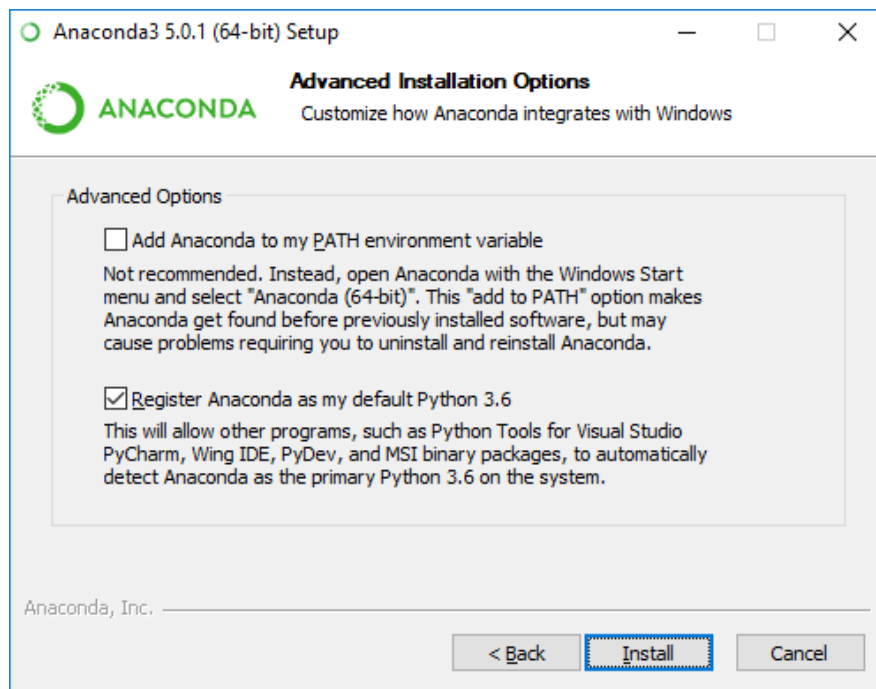 Anaconda3 5.0.1 (64-bit) Setup
ANACONDA
Advanced Installation Options
Customize how Anaconda integrates with Windows
Advanced Options
Add Anaconda to my PATH environment variable
Not recommended. Instead, open Anaconda with the Windows Start
menu and select "Anaconda (64-bit)". This "add to PATH" option makes
Anaconda get found before previously installed software, but may
cause problems requiring you to uninstall and reinstall Anaconda.
Register Anaconda as my default Python 3.6
This will allow other programs, such as Python Tools for Visual Studio
PyCharm, Wing IDE, PyDev, and MSI binary packages, to automatically
detect Anaconda as the primary Python 3.6 on the system.
Anaconda, Inc.
< Back
Install
Cancel